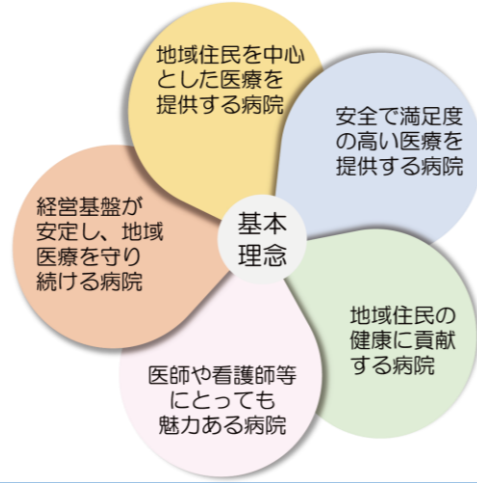 地域住民を中心
とした医療を
提供する病院
安全で満足度
の高い医療を
提供する病院
経営基盤が
安定し、地域
医療を守り
続ける病院
基本
理念
地域住民の
健康に貢献
する病院
医師や看護師等
にとっても
魅力ある病院